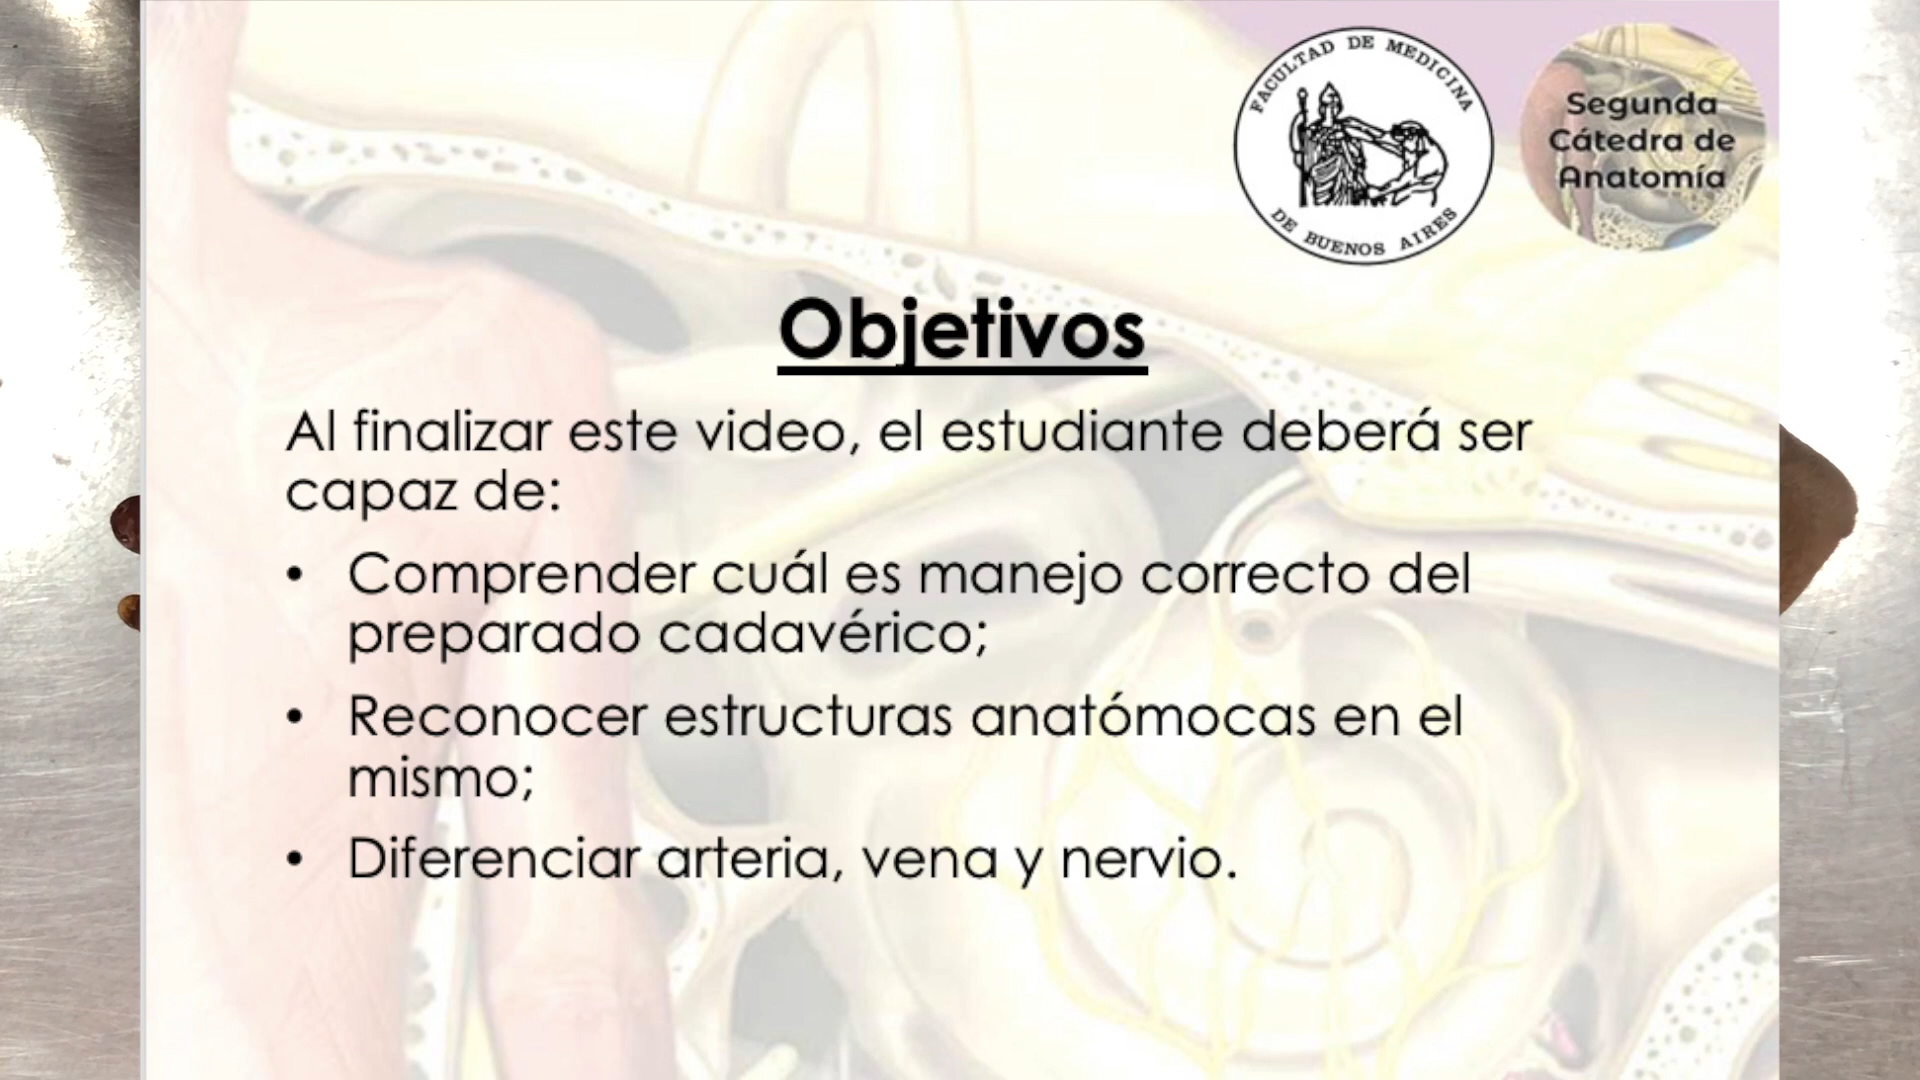 FACULTAD DE MEDICINA
DE BUENOS AIRES
Segunda
Cátedra de
Anatomía
Objetivos
Al finalizar este video, el estudiante deberá ser
capaz de:
• Comprender cuál es manejo correcto del
preparado cadavérico;
• Reconocer estructuras anatómocas en el
mismo;
• Diferenciar arteria, vena y nervio.